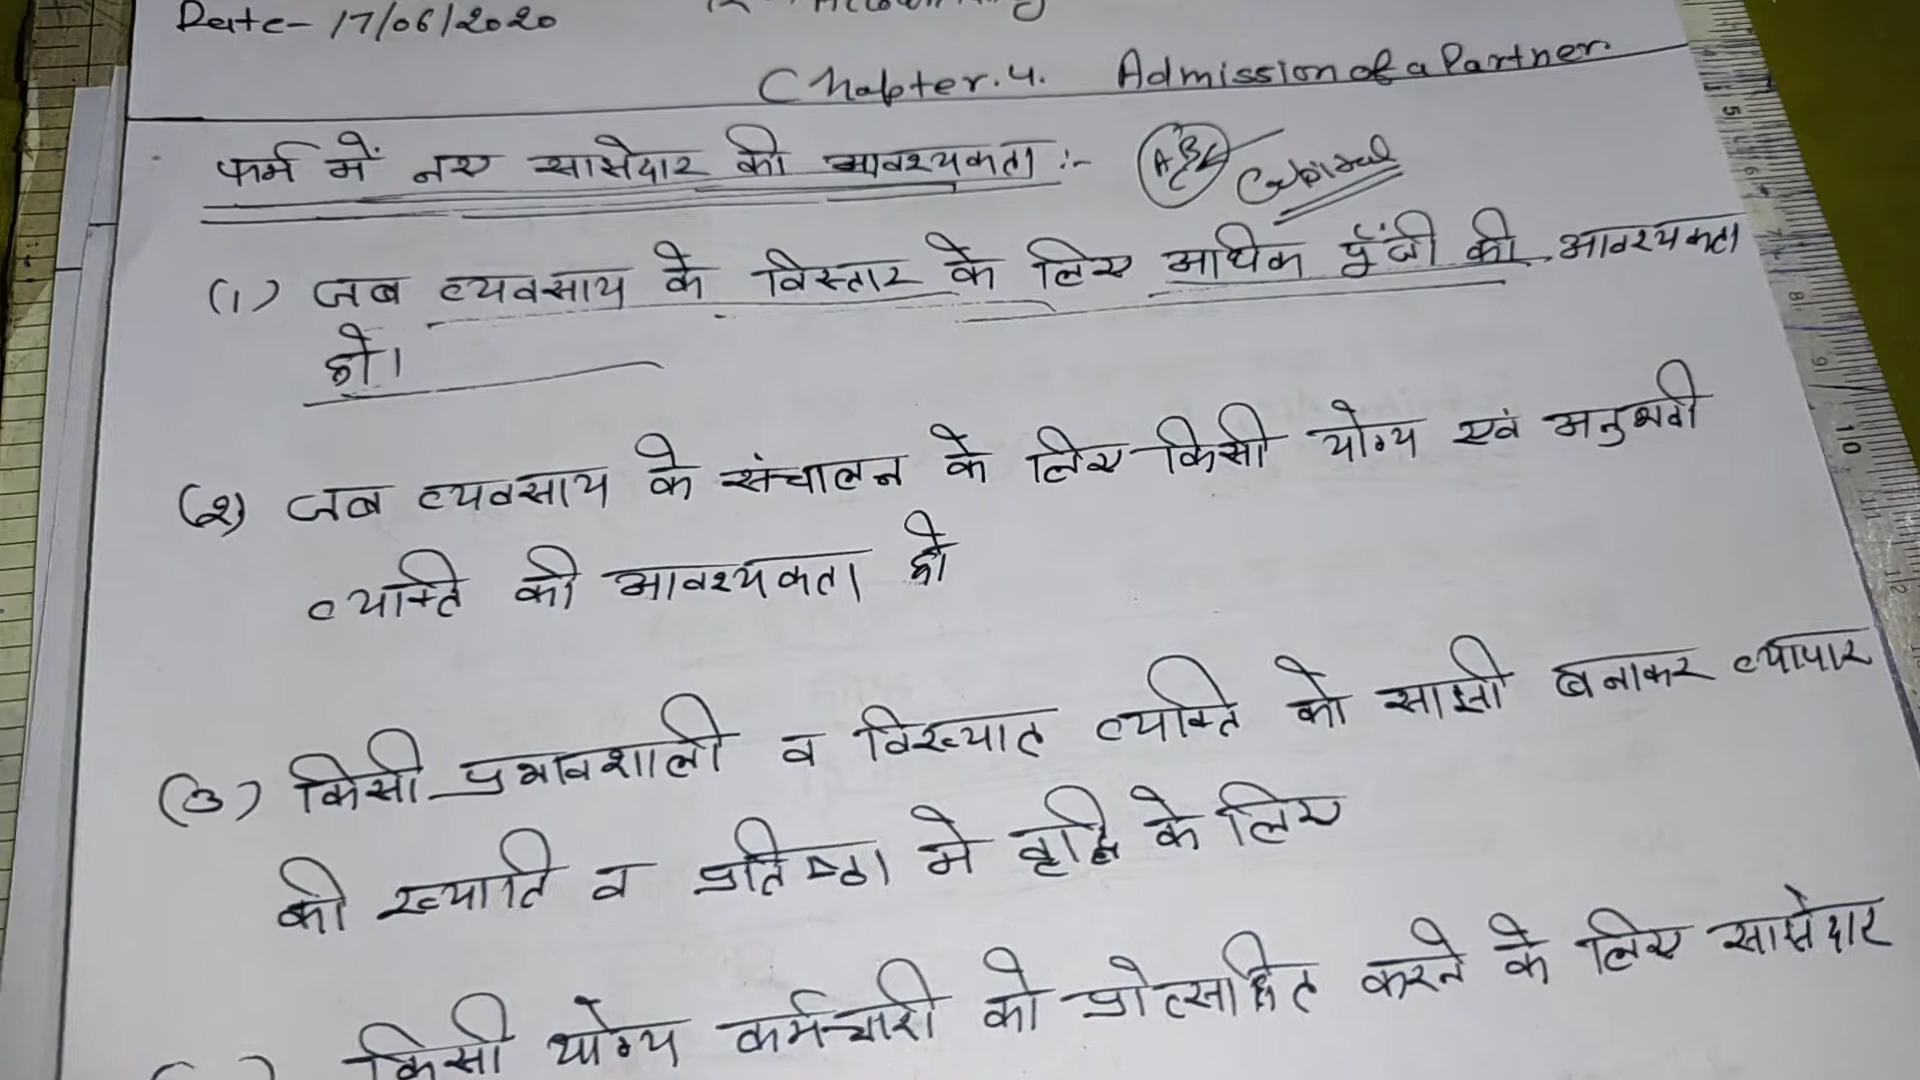 Date- 17/06/2020
Chapter.4. Admission of a Partner.
फर्म में नए साझेदार की आवश्यकता :-
A B C Capital
(1) जब व्यवसाय के विस्तार के लिए अधिक पूँजी की आवश्यकता
हो।
(2) जब व्यवसाय के संचालन के लिए किसी योग्य एवं अनुभवी
व्यक्ति की आवश्यकता हो
(3) किसी प्रभावशाली व विख्यात व्यक्ति को साझी बनाकर व्यापार
की ख्याति व प्रतिष्ठा मे वृद्धि के लिए
किसी योग्य कर्मचारी को प्रोत्साहित करने के लिए साझेदार